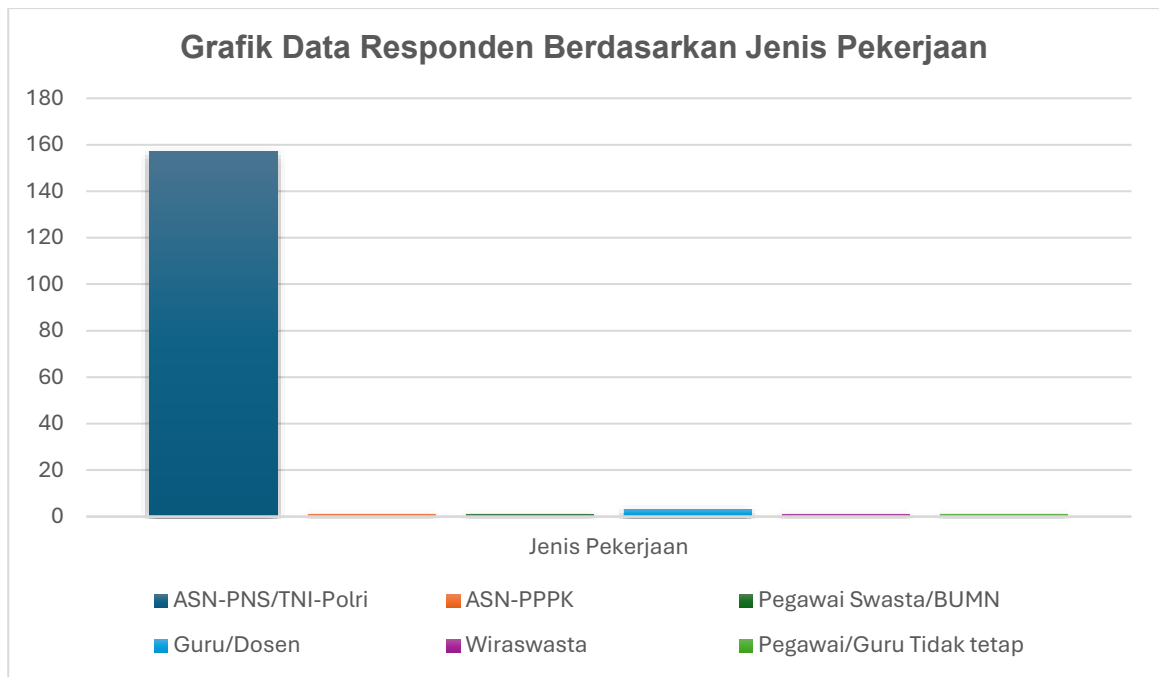 Grafik Data Responden Berdasarkan Jenis Pekerjaan
180
160
140
120
100
80
60
40
20
0
Jenis Pekerjaan
ASN-PNS/TNI-Polri
ASN-PPPK
Pegawai Swasta/BUMN
Guru/Dosen
Wiraswasta
Pegawai/Guru Tidak tetap